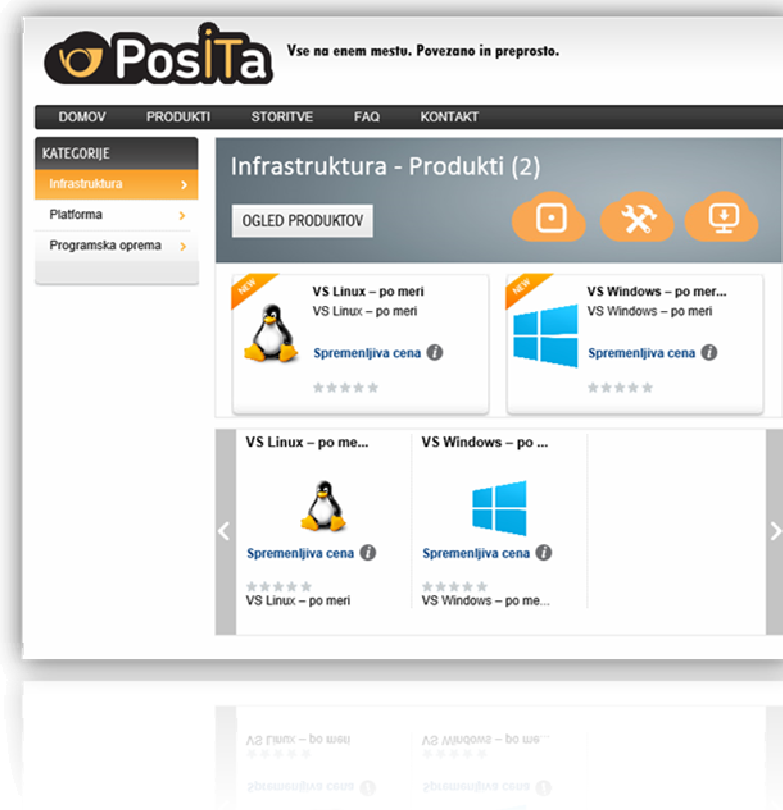 PosiTa
Vse na enem mestu. Povezano in preprosto.
DOMOV PRODUKTI STORITVE FAQ KONTAKT
KATEGORIJE
Infrastruktura
Platforma
Programska oprema
Infrastruktura - Produkti (2)
OGLED PRODUKTOV
NEW
VS Linux – po meri
VS Linux – po meri
Spremenljiva cena i
NEW
VS Windows – po mer...
VS Windows – po meri
Spremenljiva cena i
VS Linux – po me...
Spremenljiva cena i
VS Linux – po meri
VS Windows – po ...
Spremenljiva cena i
VS Windows – po me...